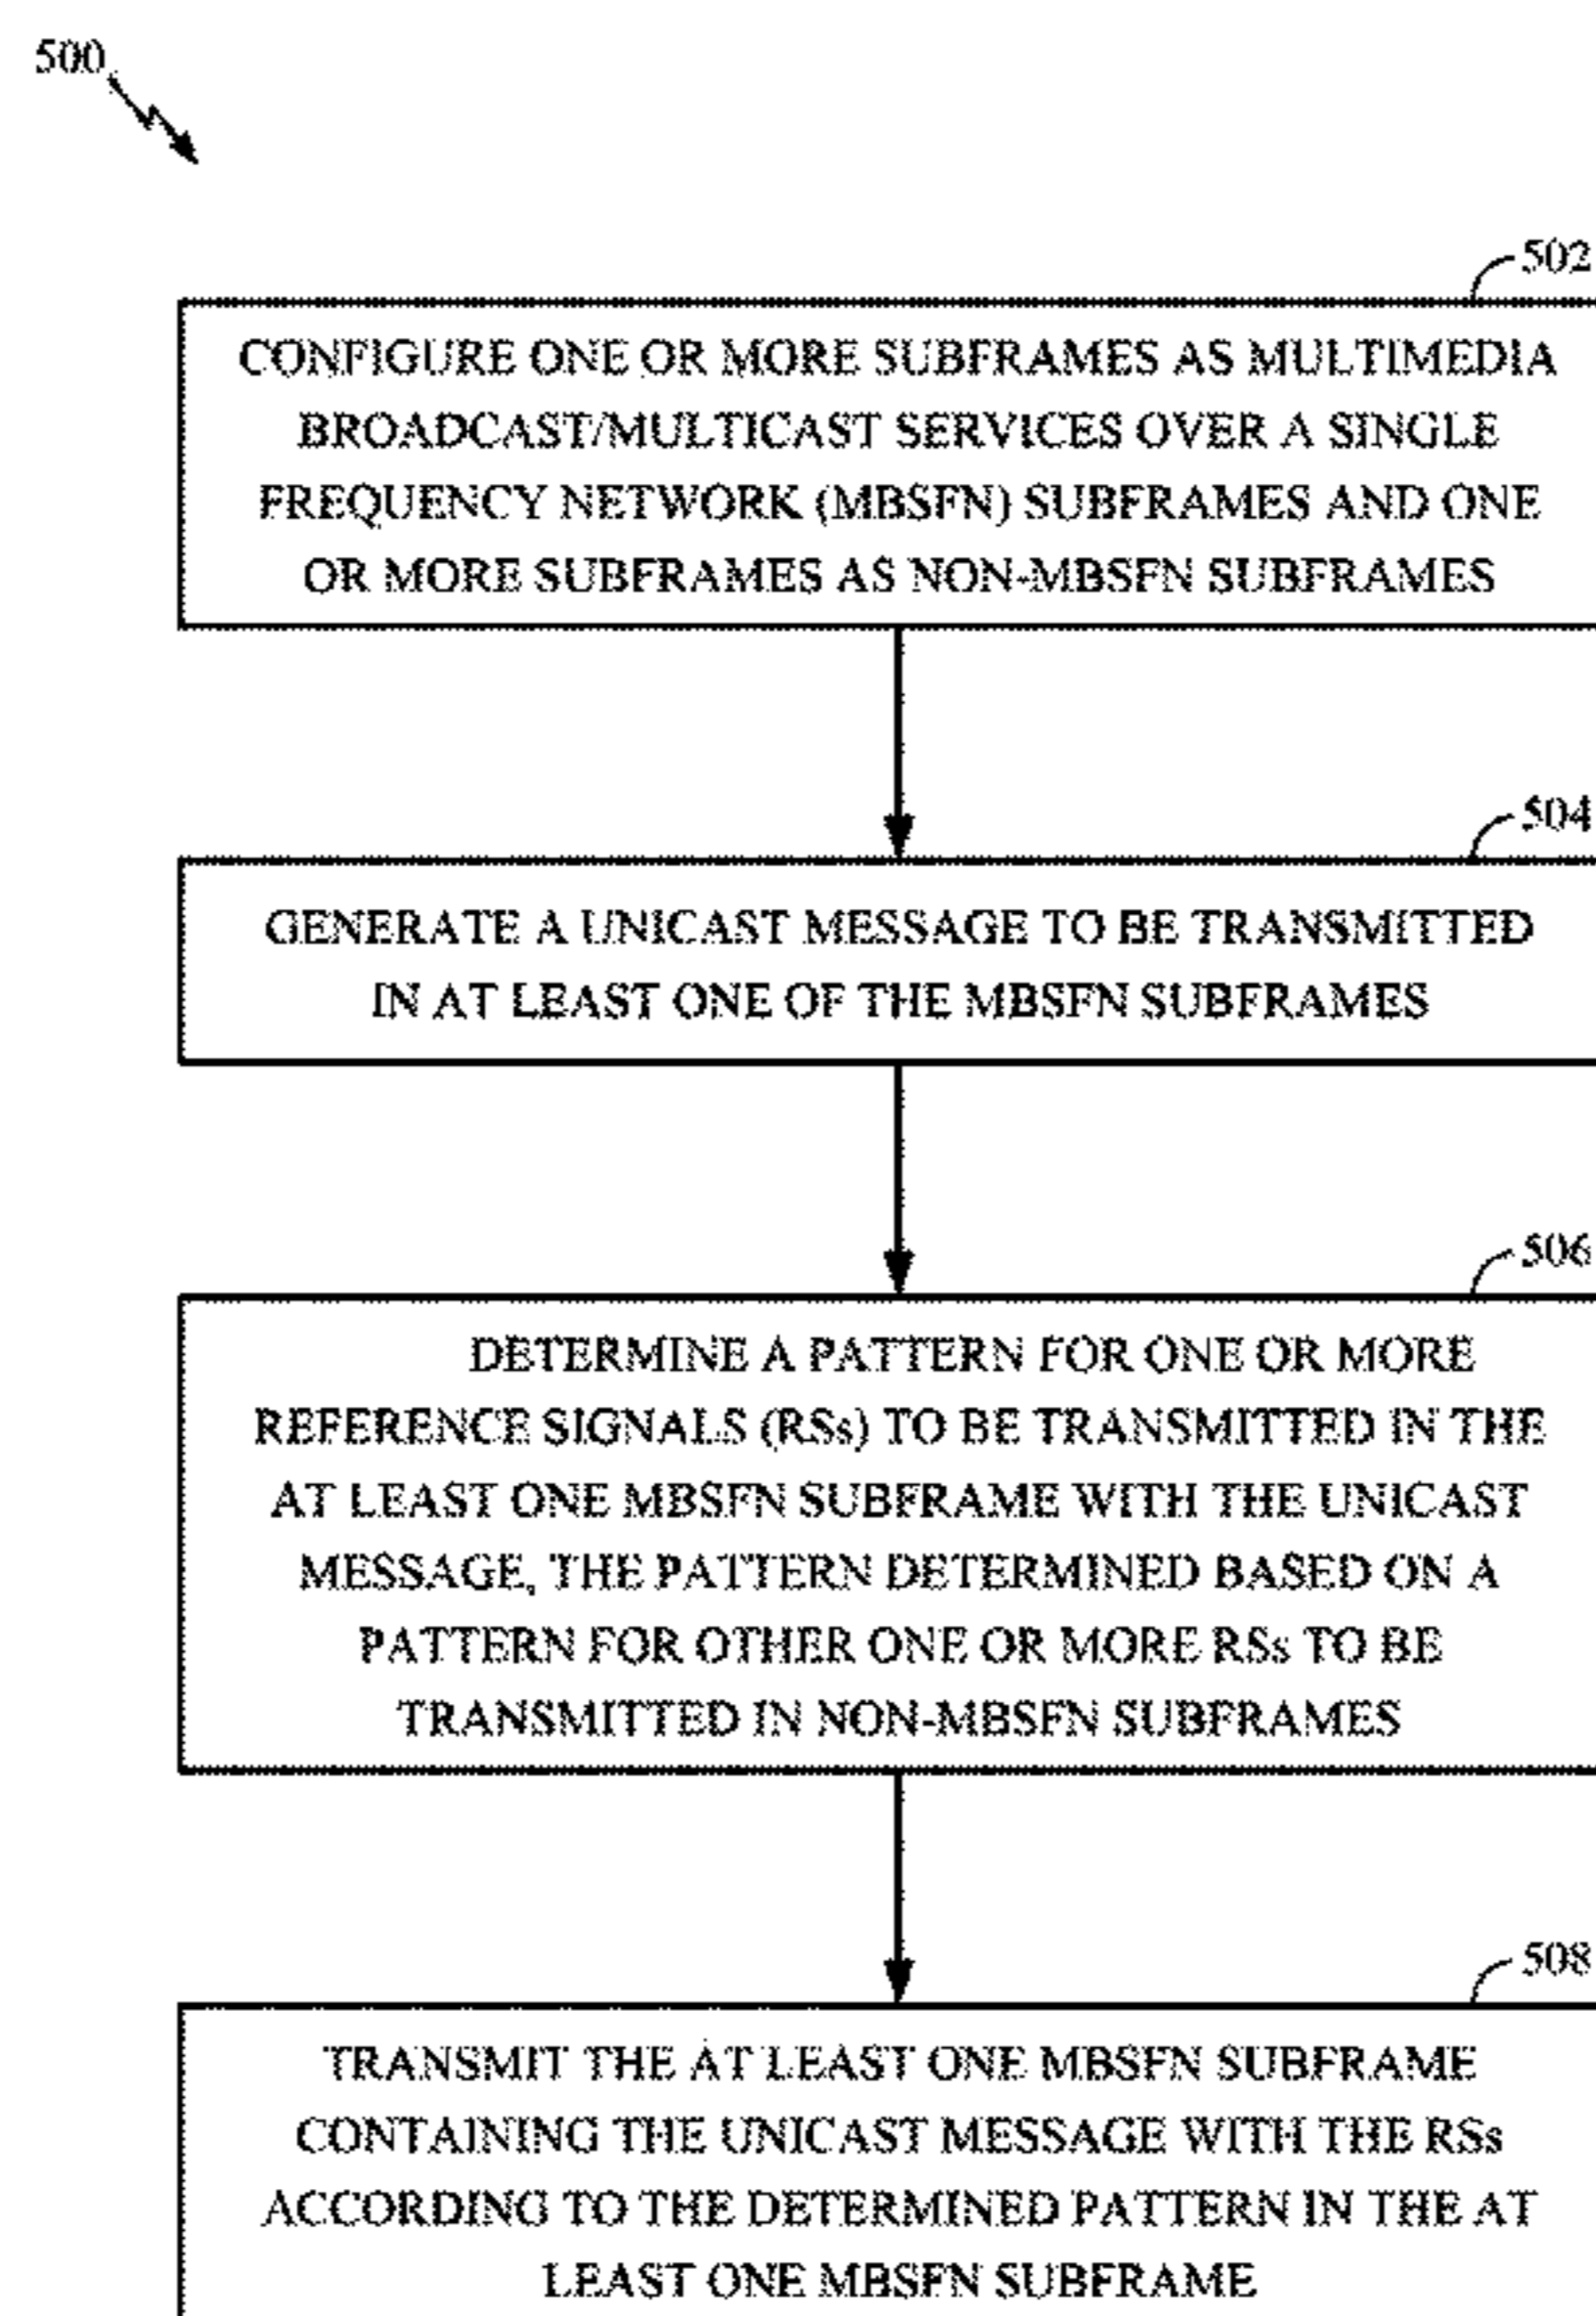 500
502
CONFIGURE ONE OR MORE SUBFRAMES AS MULTIMEDIA
BROADCAST/MULTICAST SERVICES OVER A SINGLE
FREQUENCY NETWORK (MBSFN) SUBFRAMES AND ONE
OR MORE SUBFRAMES AS NON-MBSFN SUBFRAMES
504
GENERATE A UNICAST MESSAGE TO BE TRANSMITTED
IN AT LEAST ONE OF THE MBSFN SUBFRAMES
506
DETERMINE A PATTERN FOR ONE OR MORE
REFERENCE SIGNALS (RSs) TO BE TRANSMITTED IN THE
AT LEAST ONE MBSFN SUBFRAME WITH THE UNICAST
MESSAGE, THE PATTERN DETERMINED BASED ON A
PATTERN FOR OTHER ONE OR MORE RSs TO BE
TRANSMITTED IN NON-MBSFN SUBFRAMES
508
TRANSMIT THE AT LEAST ONE MBSFN SUBFRAME
CONTAINING THE UNICAST MESSAGE WITH THE RSs
ACCORDING TO THE DETERMINED PATTERN IN THE AT
LEAST ONE MBSFN SUBFRAME